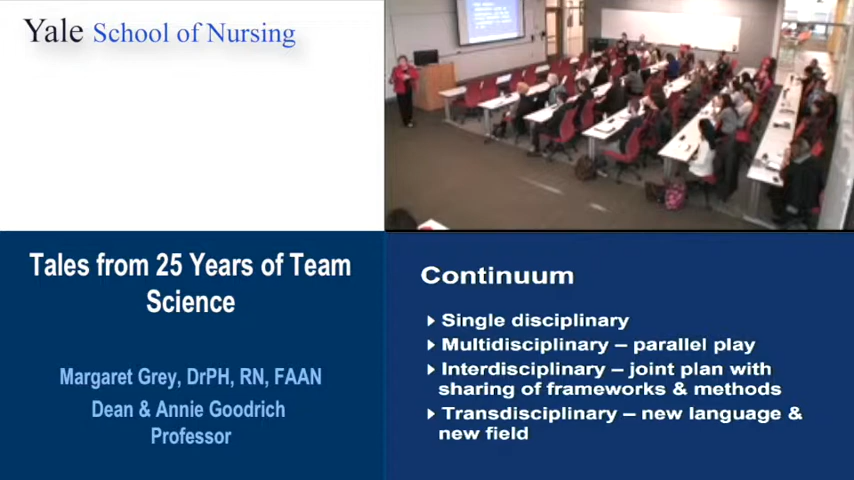 Yale School of Nursing
Tales from 25 Years of Team
Science
Margaret Grey, DrPH, RN, FAAN
Dean & Annie Goodrich
Professor
Continuum
Single disciplinary
Multidisciplinary – parallel play
Interdisciplinary – joint plan with
sharing of frameworks & methods
Transdisciplinary – new language &
new field